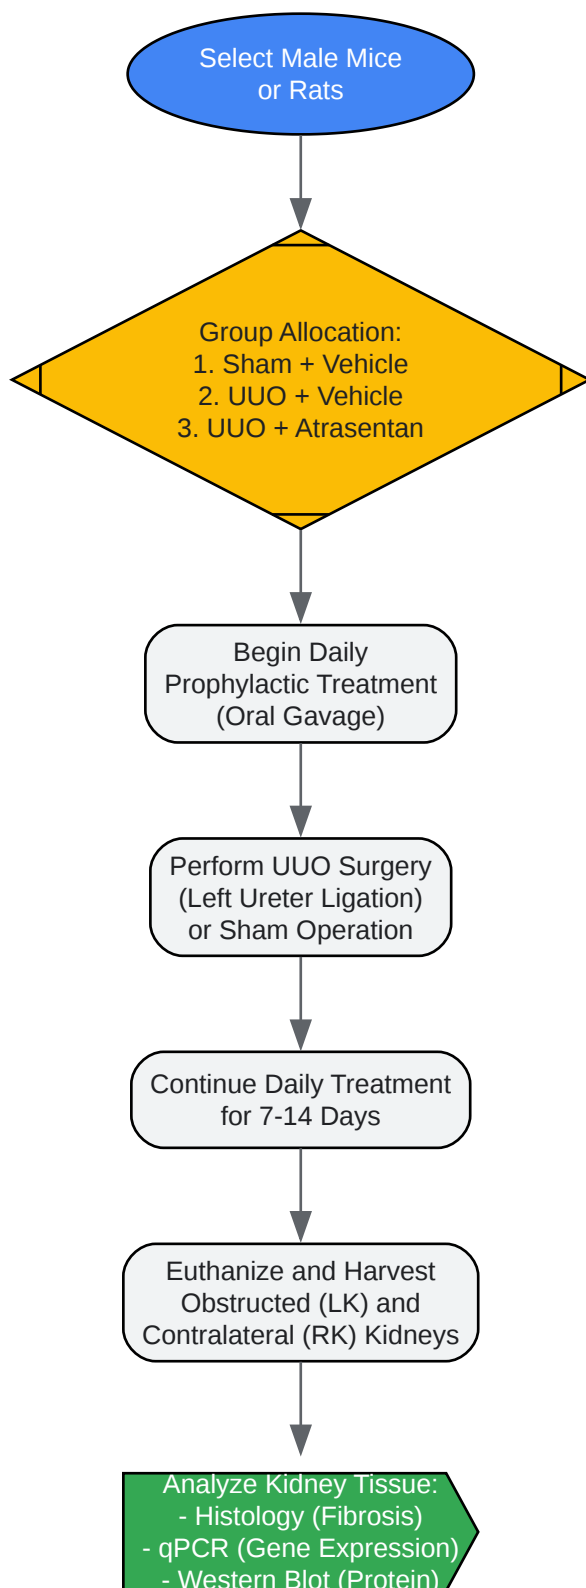 Select Male Mice
or Rats
Group Allocation:
1. Sham + Vehicle
2. UUO + Vehicle
3. UUO + Atrasentan
Begin Daily
Prophylactic Treatment
(Oral Gavage)
Perform UUO Surgery
(Left Ureter Ligation)
or Sham Operation
Continue Daily Treatment
for 7-14 Days
Euthanize and Harvest
Obstructed (LK) and
Contralateral (RK) Kidneys
Analyze Kidney Tissue:
- Histology (Fibrosis)
- qPCR (Gene Expression)
- Western Blot (Protein)